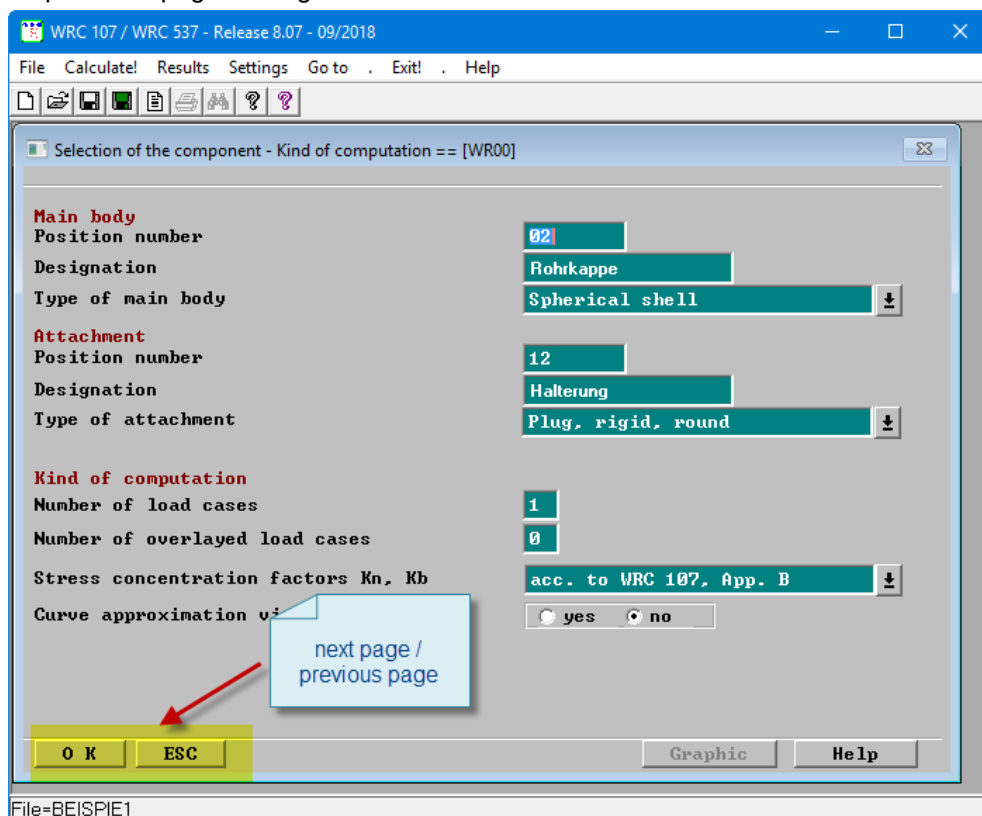 WRC 107 / WRC 537 - Release 8.07 - 09/2018
File Calculate! Results Settings Go to . Exit! . Help
Selection of the component - Kind of computation == [WR00]
Main body
Position number 02
Designation Rohrkappe
Type of main body Spherical shell
Attachment
Position number 12
Designation Halterung
Type of attachment Plug, rigid, round
Kind of computation
Number of load cases 1
Number of overlayed load cases 0
Stress concentration factors Kn, Kb acc. to WRC 107, App. B
Curve approximation yes no
next page /
previous page
O K ESC Graphic Help
File=BEISPIE1